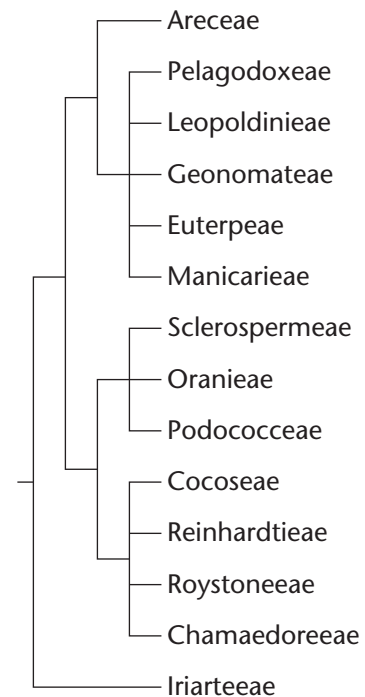 Areceae
Pelagodoxeae
Leopoldinieae
Geonomateae
Euterpeae
Manicarieae
Sclerospermeae
Oranieae
Podococceae
Cocoseae
Reinhardtieae
Roystoneeae
Chamaedoreeae
Iriarteeae